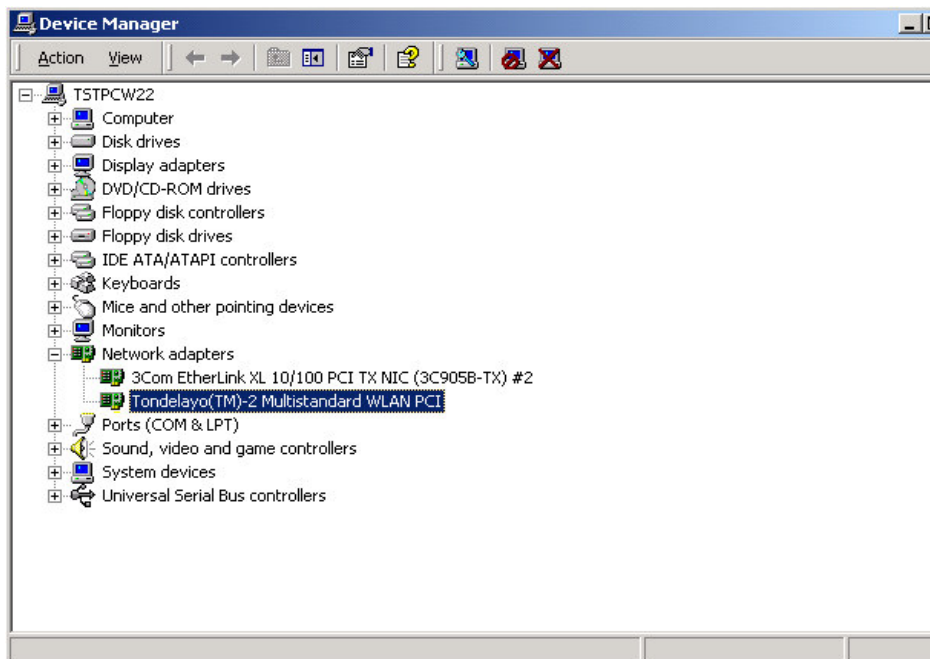 Device Manager
Action View
TSTPCW22
Computer
Disk drives
Display adapters
DVD/CD-ROM drives
Floppy disk controllers
Floppy disk drives
IDE ATA/ATAPI controllers
Keyboards
Mice and other pointing devices
Monitors
Network adapters
3Com EtherLink XL 10/100 PCI TX NIC (3C905B-TX) #2
Tondelayo(TM)-2 Multistandard WLAN PCI
Ports (COM & LPT)
Sound, video and game controllers
System devices
Universal Serial Bus controllers